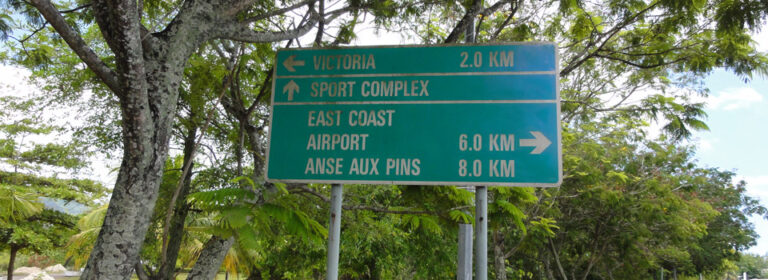 VICTORIA 2.0 KM
SPORT COMPLEX
EAST COAST
AIRPORT 6.0 KM
ANSE AUX PINS 8.0 KM